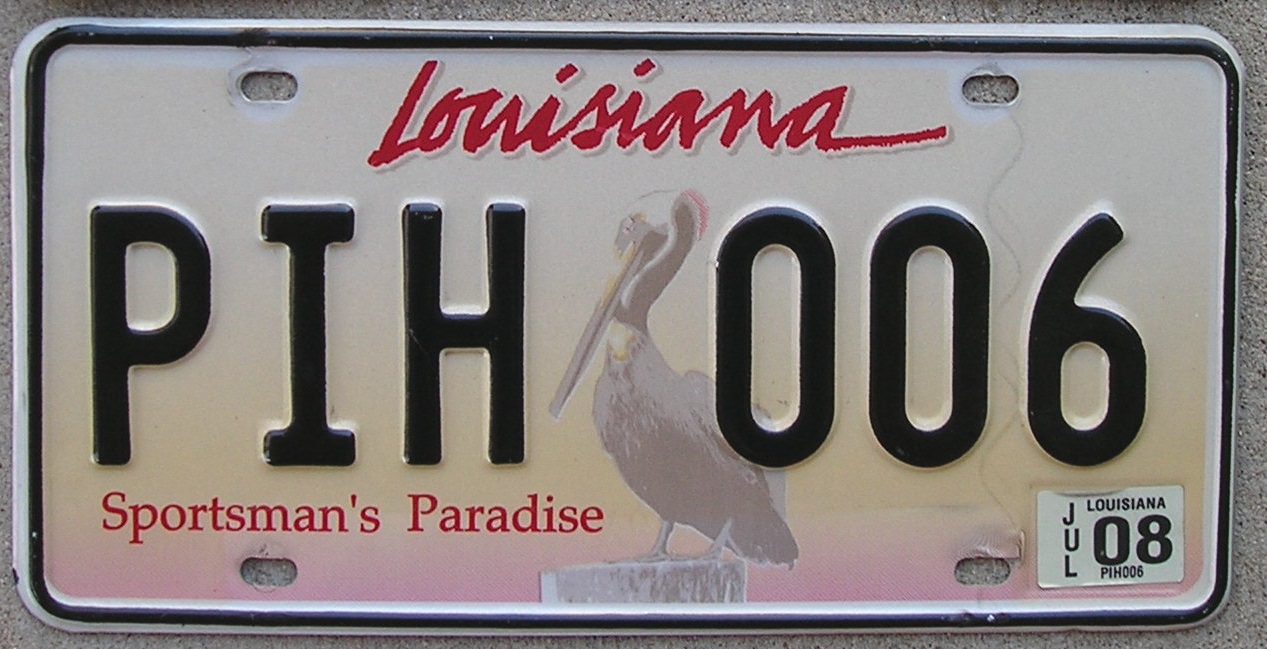 Louisiana
PIH 006
Sportsman's Paradise
JUL
LOUISIANA
08
PIH006